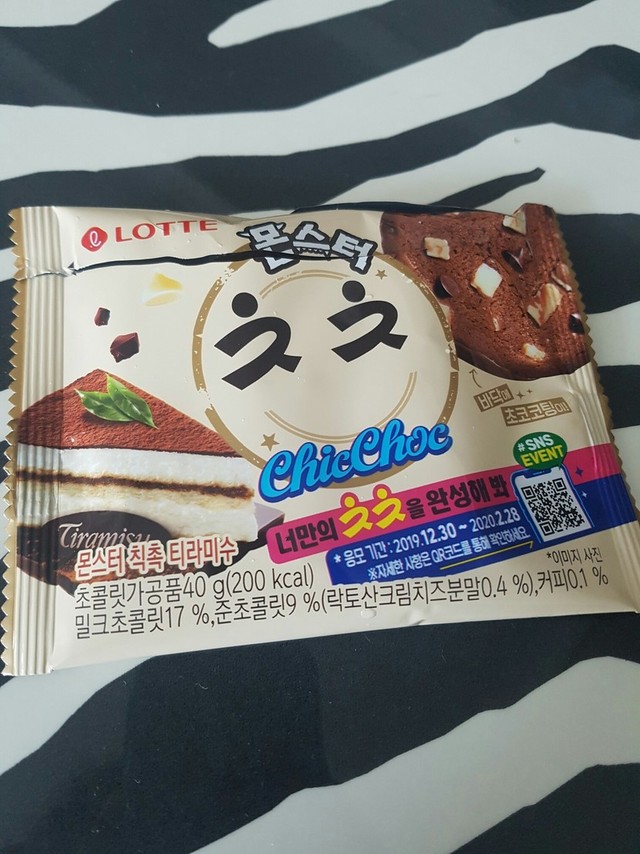 LOTTE
몬스터
ㅊㅊ
바닥에
초코코팅이!
ChicChoc
#SNS
EVENT
너만의 ㅊㅊ을 완성해 봐
* 응모 기간 : 2019.12.30 ~ 2020.2.28
※자세한 사항은 QR코드를 통해 확인하세요.
Tiramisu
몬스터 칙촉 티라미수
*이미지 사진
초콜릿가공품40 g(200 kcal)
밀크초콜릿17 %,준초콜릿9 %(락토산크림치즈분말0.4 %),커피0.1 %